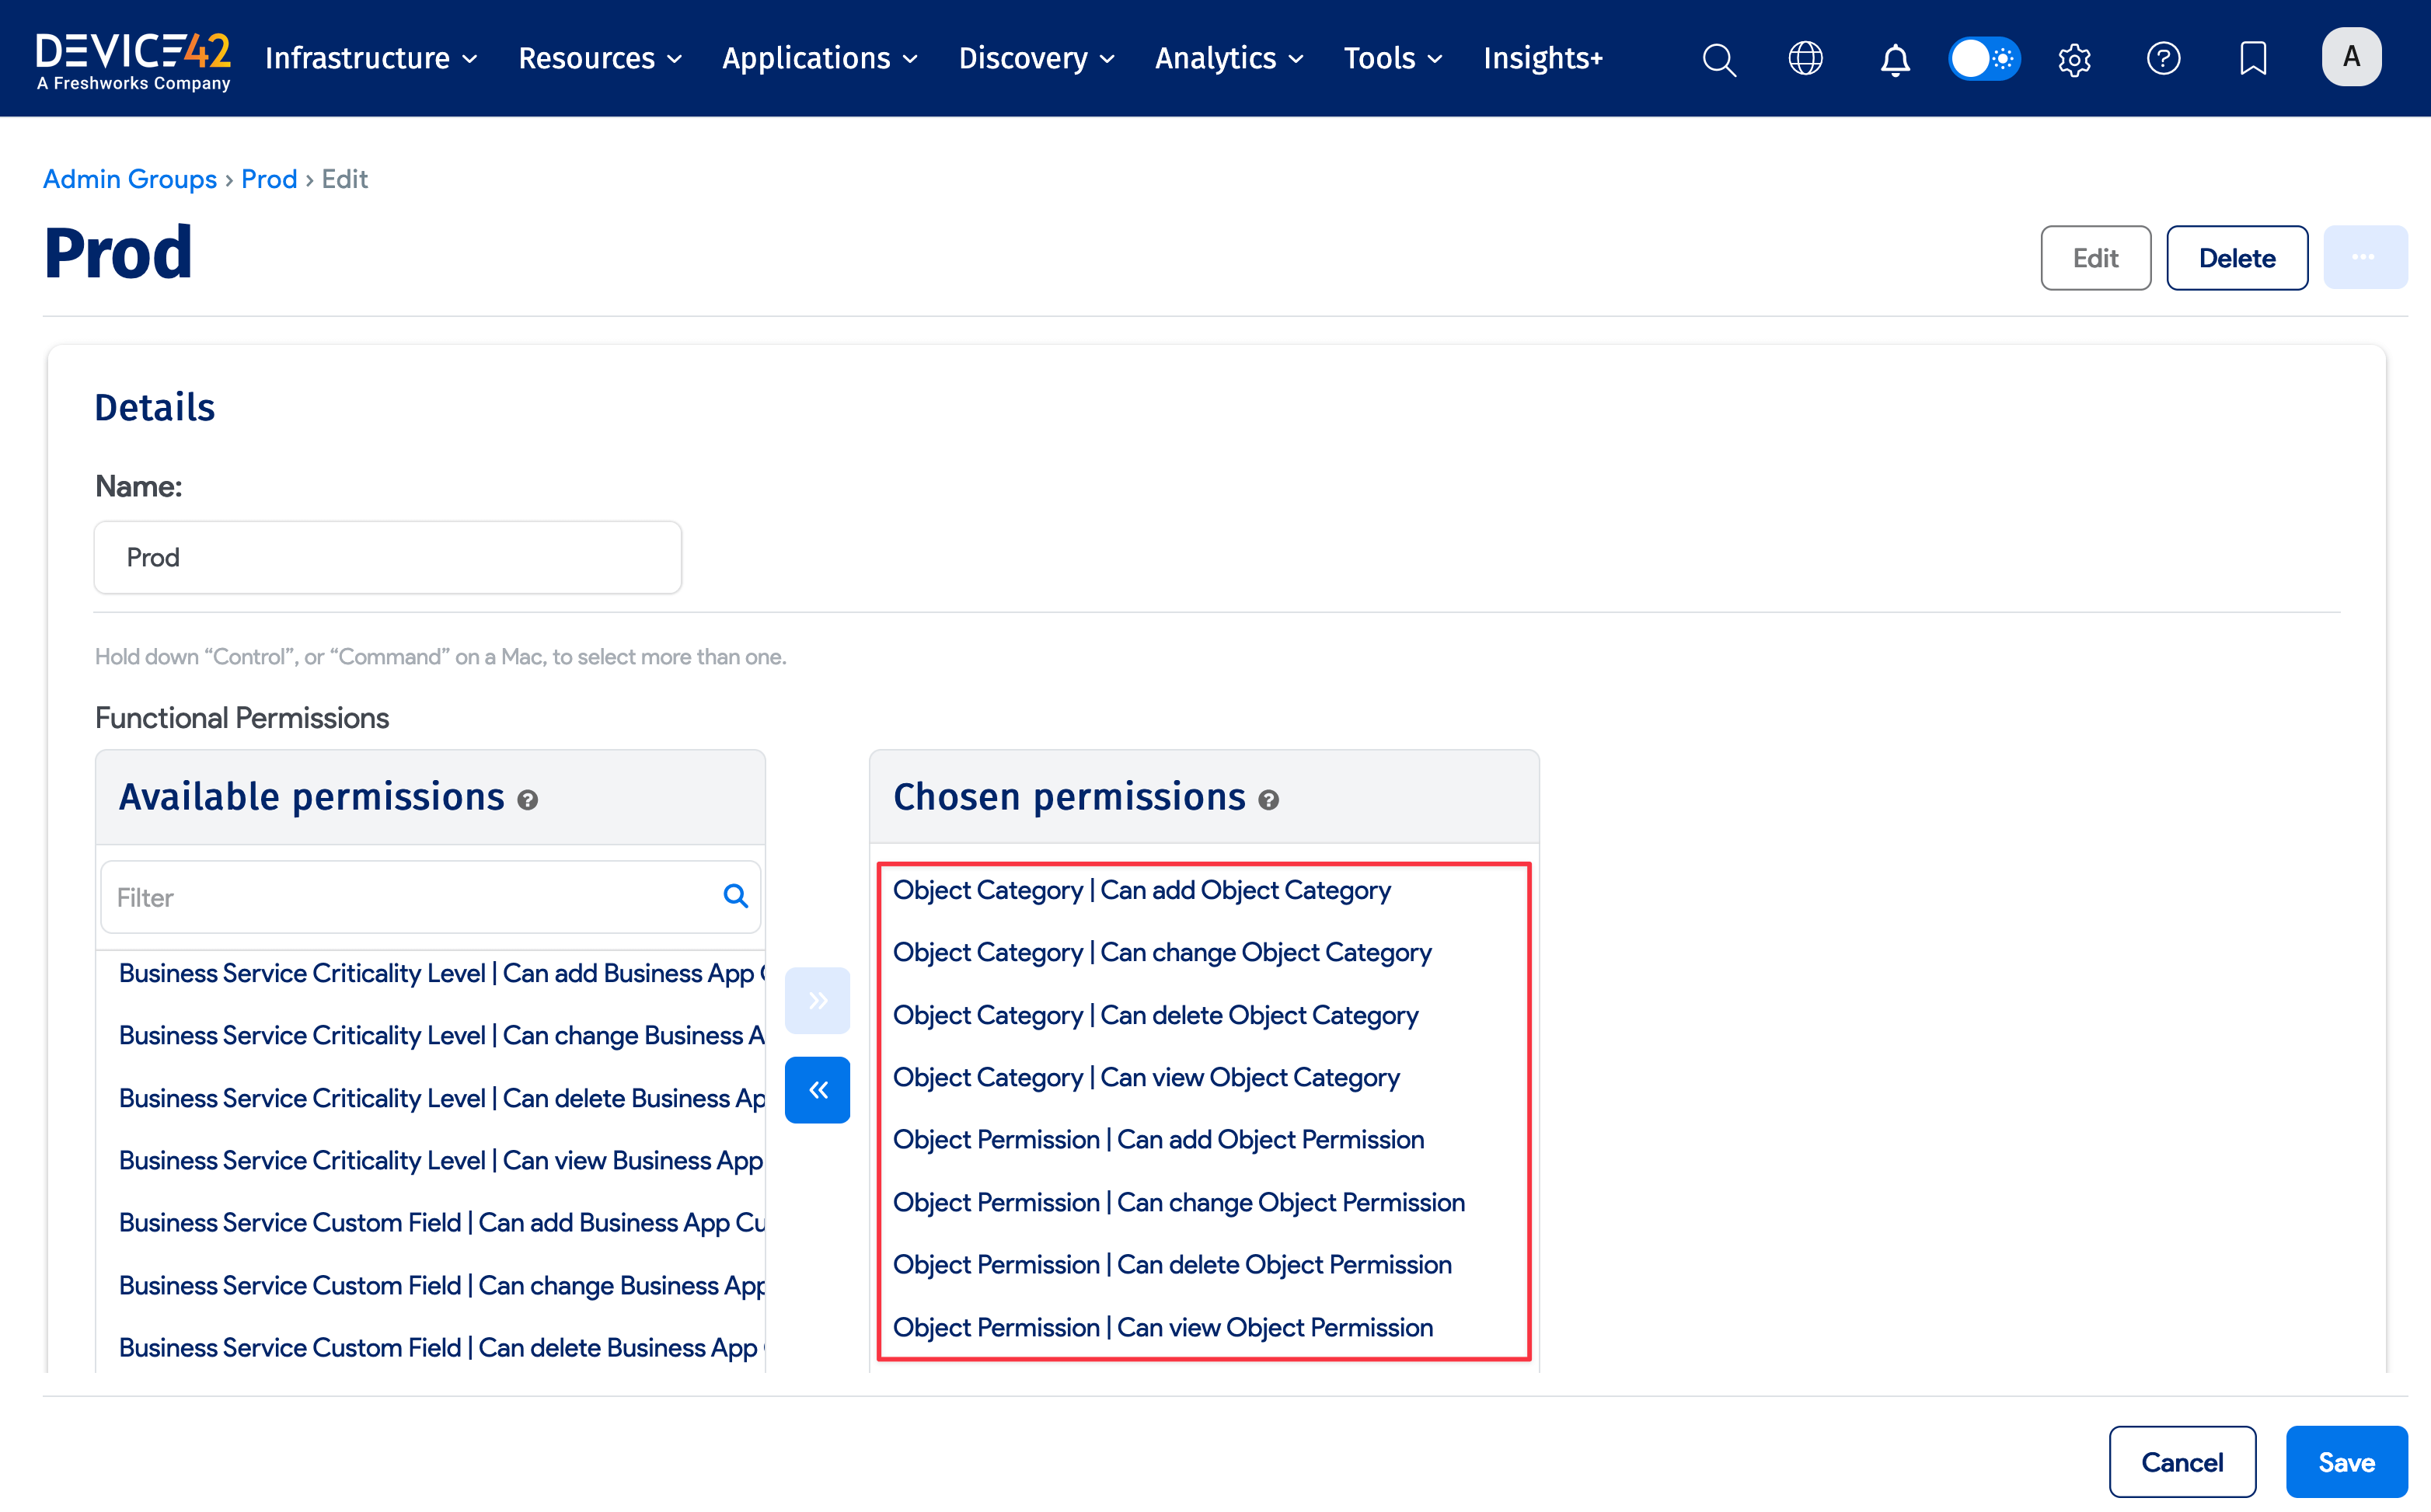 DEVICE42
A Freshworks Company
Infrastructure Resources Applications Discovery Analytics Tools Insights+
A
Admin Groups › Prod › Edit
Prod
Edit Delete ...
Details
Name:
Prod
Hold down “Control”, or “Command” on a Mac, to select more than one.
Functional Permissions
Available permissions ?
Filter
Business Service Criticality Level | Can add Business App
Business Service Criticality Level | Can change Business A
Business Service Criticality Level | Can delete Business Ap
Business Service Criticality Level | Can view Business App
Business Service Custom Field | Can add Business App Cu
Business Service Custom Field | Can change Business App
Business Service Custom Field | Can delete Business App
» 
«
Chosen permissions ?
Object Category | Can add Object Category
Object Category | Can change Object Category
Object Category | Can delete Object Category
Object Category | Can view Object Category
Object Permission | Can add Object Permission
Object Permission | Can change Object Permission
Object Permission | Can delete Object Permission
Object Permission | Can view Object Permission
Cancel Save